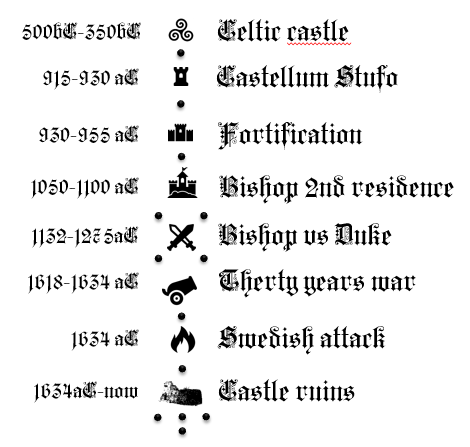 500bC-350bC Celtic castle
915-930 aC Castellum Stufo
930-955 aC Fortification
1050-1100 aC Bishop 2nd residence
1132-1275aC Bishop vs Duke
1618-1634 aC Therty years war
1634 aC Swedish attack
1634aC-now Castle ruins